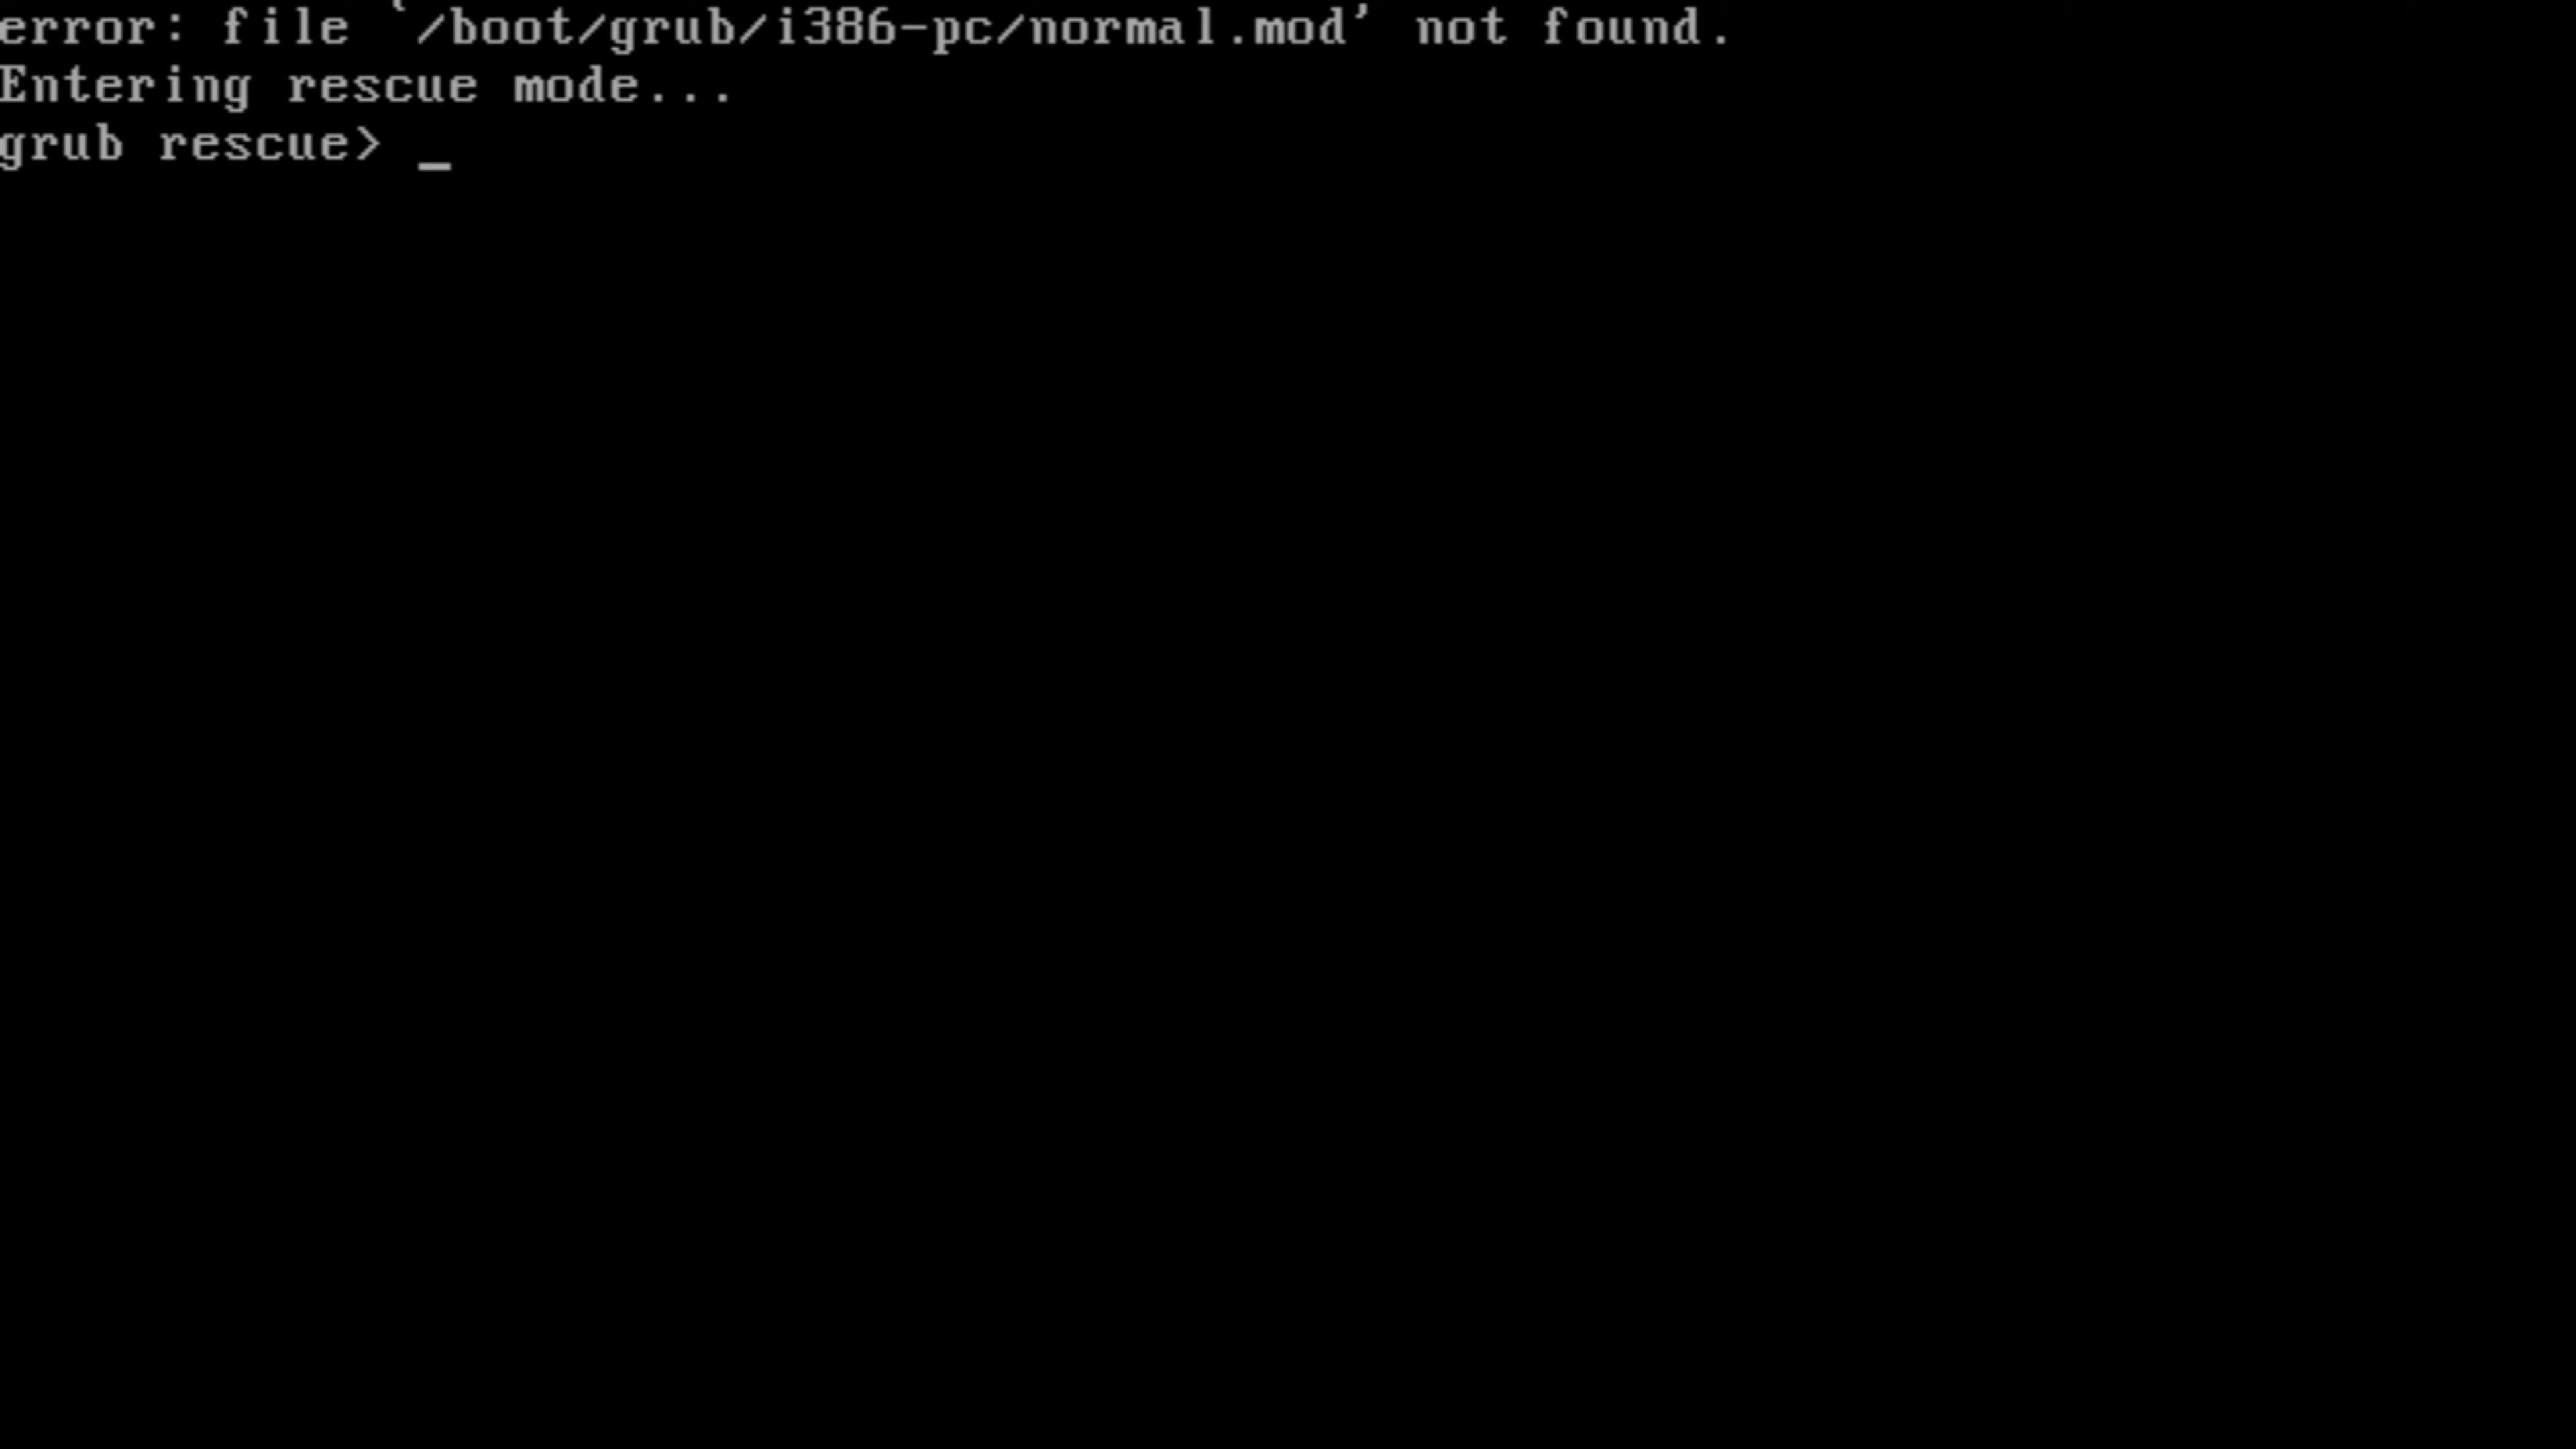 error: file `/boot/grub/i386-pc/normal.mod' not found.
Entering rescue mode...
grub rescue> _